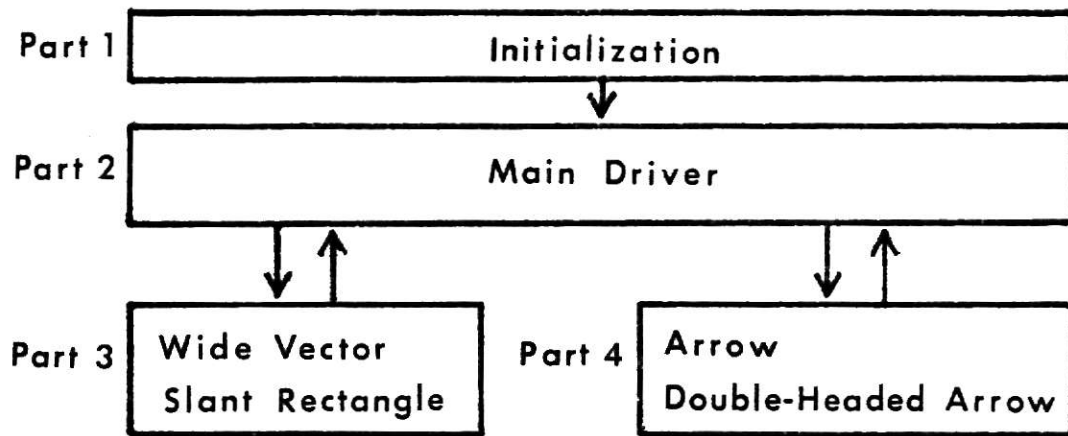 Part 1
Initialization
Part 2
Main Driver
Part 3
Wide Vector
Slant Rectangle
Part 4
Arrow
Double-Headed Arrow